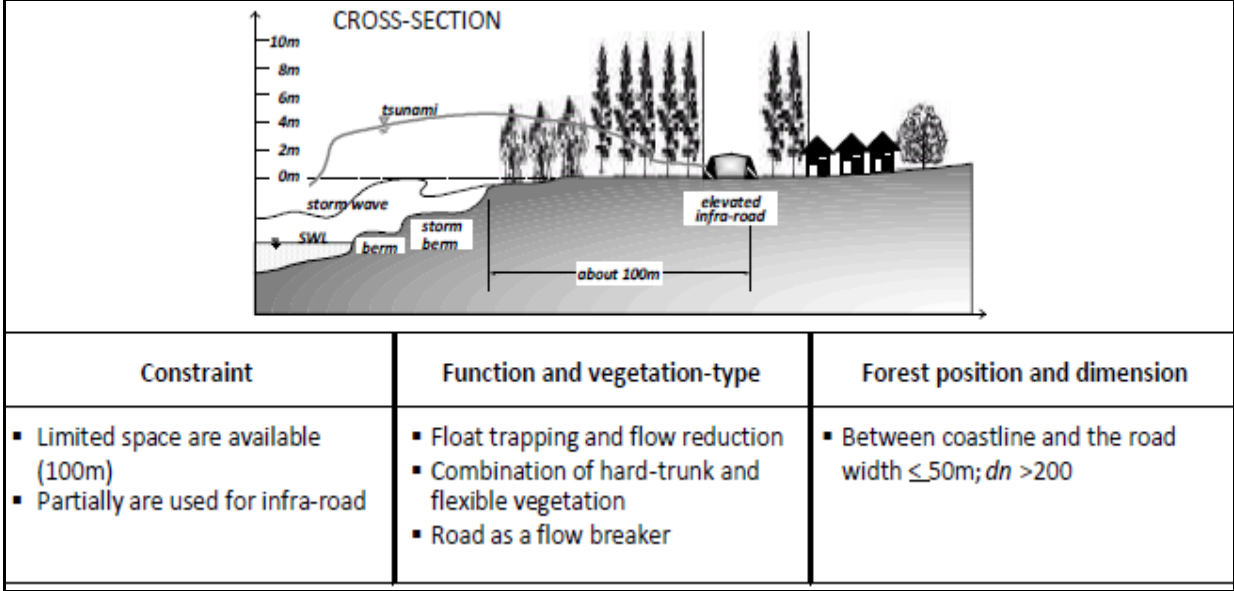 CROSS-SECTION
10m
8m
6m
4m
2m
0m
tsunami
storm wave
SWL
berm
storm
berm
elevated
infra-road
about 100m
Constraint
Function and vegetation-type
Forest position and dimension
▪ Limited space are available
(100m)
▪ Partially are used for infra-road
▪ Float trapping and flow reduction
▪ Combination of hard-trunk and
flexible vegetation
▪ Road as a flow breaker
▪ Between coastline and the road
width ≤ 50m; dn >200